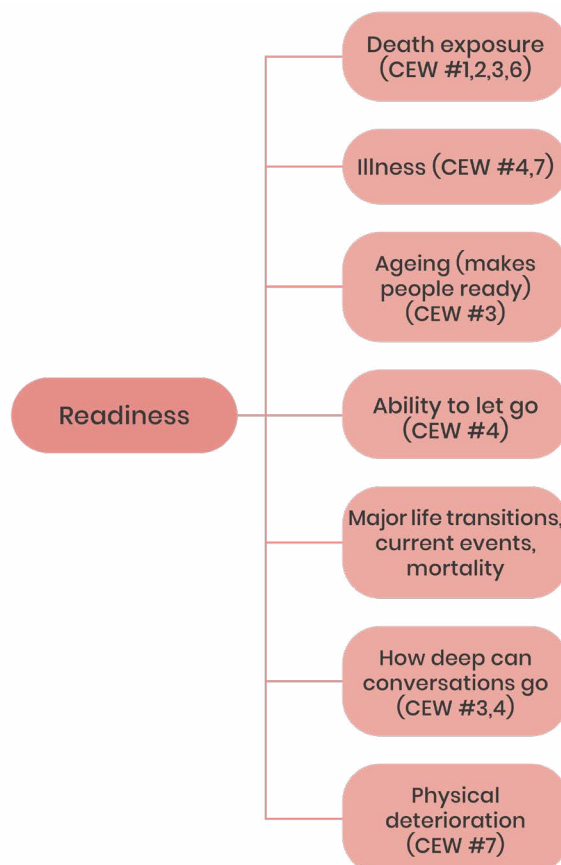 Death exposure
(CEW #1,2,3,6)
Illness (CEW #4,7)
Ageing (makes
people ready)
(CEW #3)
Readiness
Ability to let go
(CEW #4)
Major life transitions,
current events,
mortality
How deep can
conversations go
(CEW #3,4)
Physical
deterioration
(CEW #7)